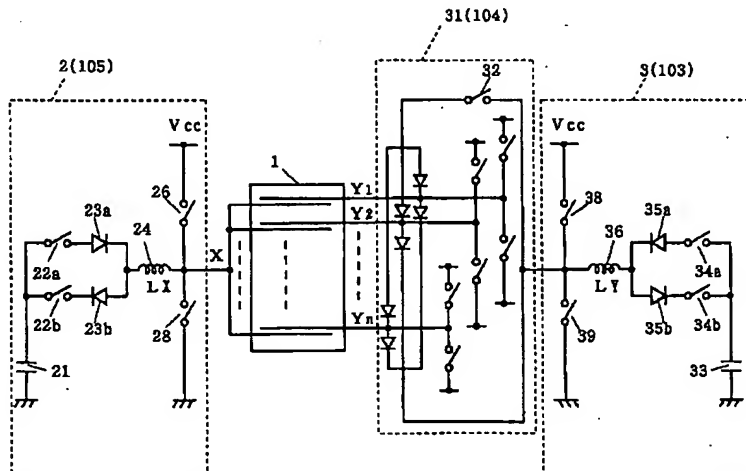 31(104)
2(105)
32
3(103)
Vcc
Vcc
1
26
23a
24
22a
X
LX
22b
23b
28
21
Y1
Y2
Yn
38
36
35a
34a
LY
35b
34b
39
33